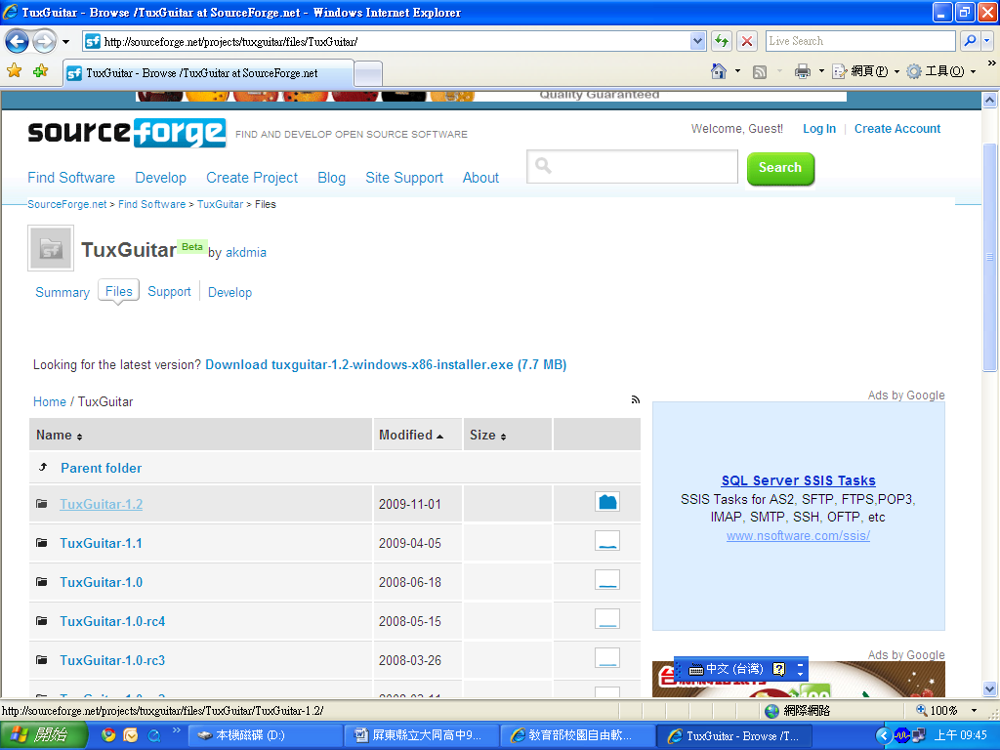 TuxGuitar - Browse /TuxGuitar at SourceForge.net - Windows Internet Explorer
http://sourceforge.net/projects/tuxguitar/files/TuxGuitar/
Live Search
TuxGuitar - Browse /TuxGuitar at SourceForge.net
網頁(P)
工具(O)
Quality Guaranteed
sourceforge
FIND AND DEVELOP OPEN SOURCE SOFTWARE
Welcome, Guest! Log In | Create Account
Find Software Develop Create Project Blog Site Support About
Search
SourceForge.net > Find Software > TuxGuitar > Files
TuxGuitar Beta by akdmia
Summary Files Support Develop
Looking for the latest version? Download tuxguitar-1.2-windows-x86-installer.exe (7.7 MB)
Home / TuxGuitar
Name Modified Size
Parent folder
TuxGuitar-1.2 2009-11-01
TuxGuitar-1.1 2009-04-05
TuxGuitar-1.0 2008-06-18
TuxGuitar-1.0-rc4 2008-05-15
TuxGuitar-1.0-rc3 2008-03-26
Ads by Google
SQL Server SSIS Tasks
SSIS Tasks for AS2, SFTP, FTPS,POP3,
IMAP, SMTP, SSH, OFTP, etc
www.nsoftware.com/ssis/
Ads by Google
中文 (台灣)
http://sourceforge.net/projects/tuxguitar/files/TuxGuitar/TuxGuitar-1.2/
網際網路
100%
開始
本機磁碟 (D:)
屏東縣立大同高中9...
教育部校園自由軟...
TuxGuitar - Browse /T...
上午 09:45